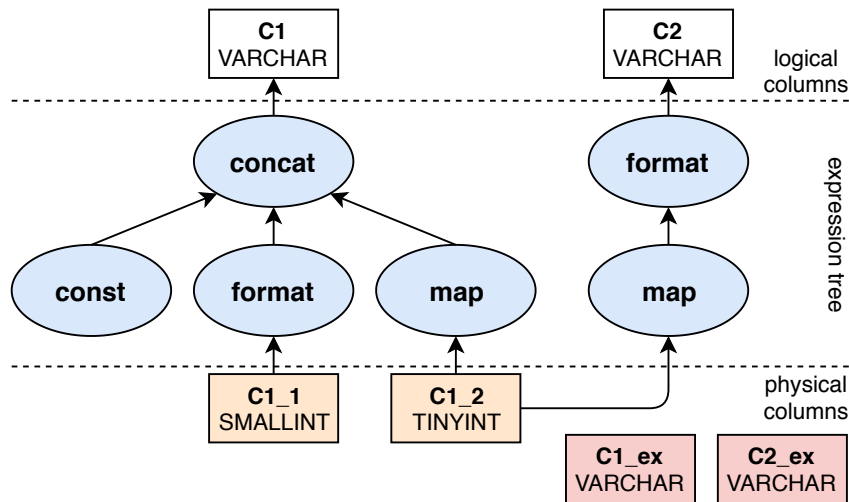 C1
VARCHAR
C2
VARCHAR
logical
columns
concat
format
const
format
map
map
expression tree
C1_1
SMALLINT
C1_2
TINYINT
physical
columns
C1_ex
VARCHAR
C2_ex
VARCHAR